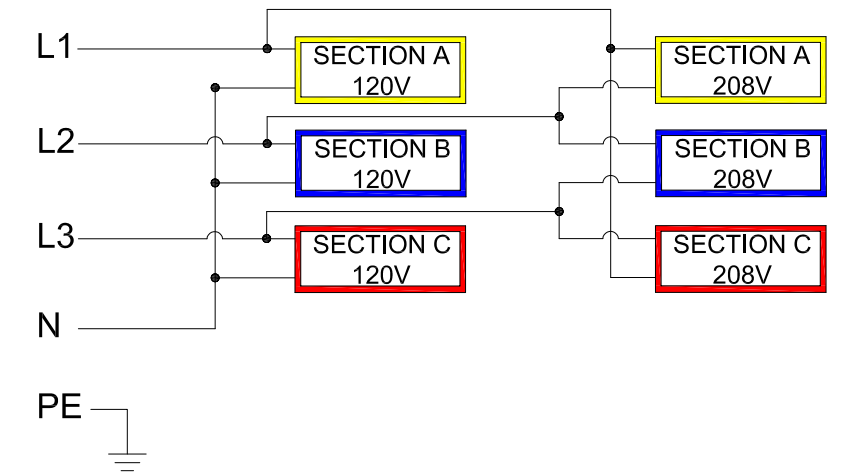 L1
SECTION A
120V
SECTION A
208V
L2
SECTION B
120V
SECTION B
208V
L3
SECTION C
120V
SECTION C
208V
N
PE